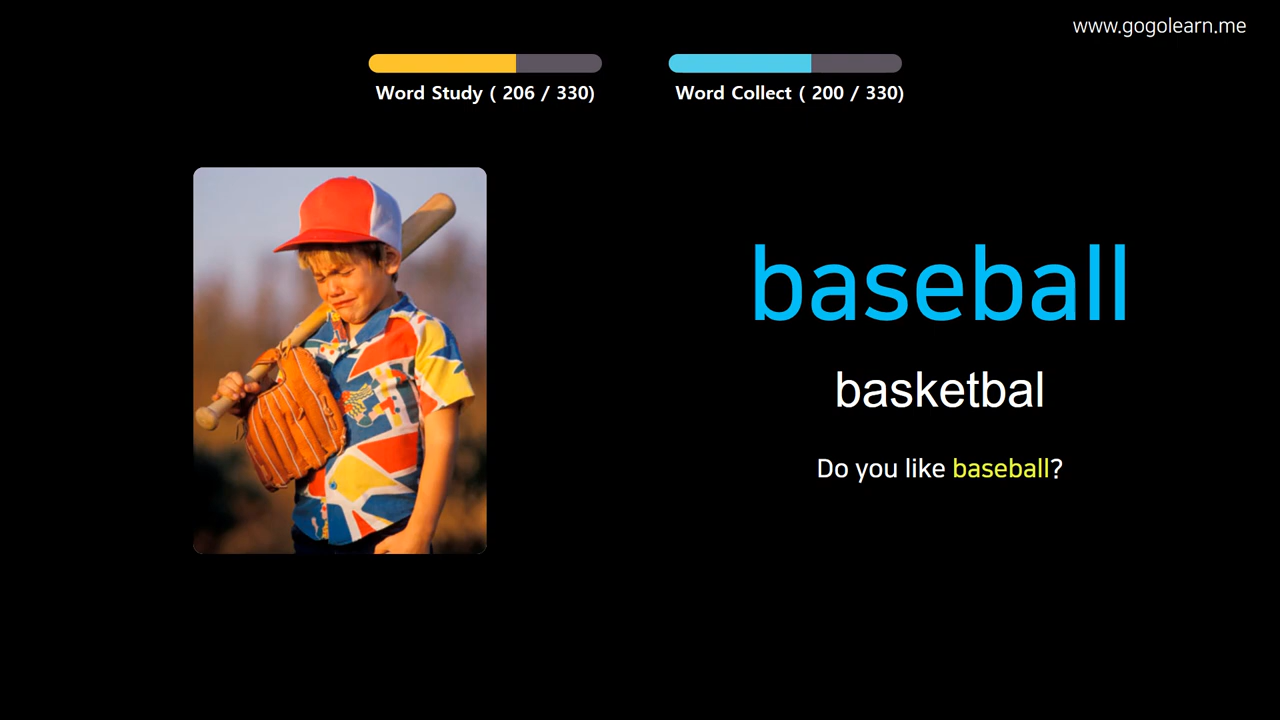 www.gogolearn.me
Word Study ( 206 / 330)
Word Collect ( 200 / 330)
baseball
basketbal
Do you like baseball?